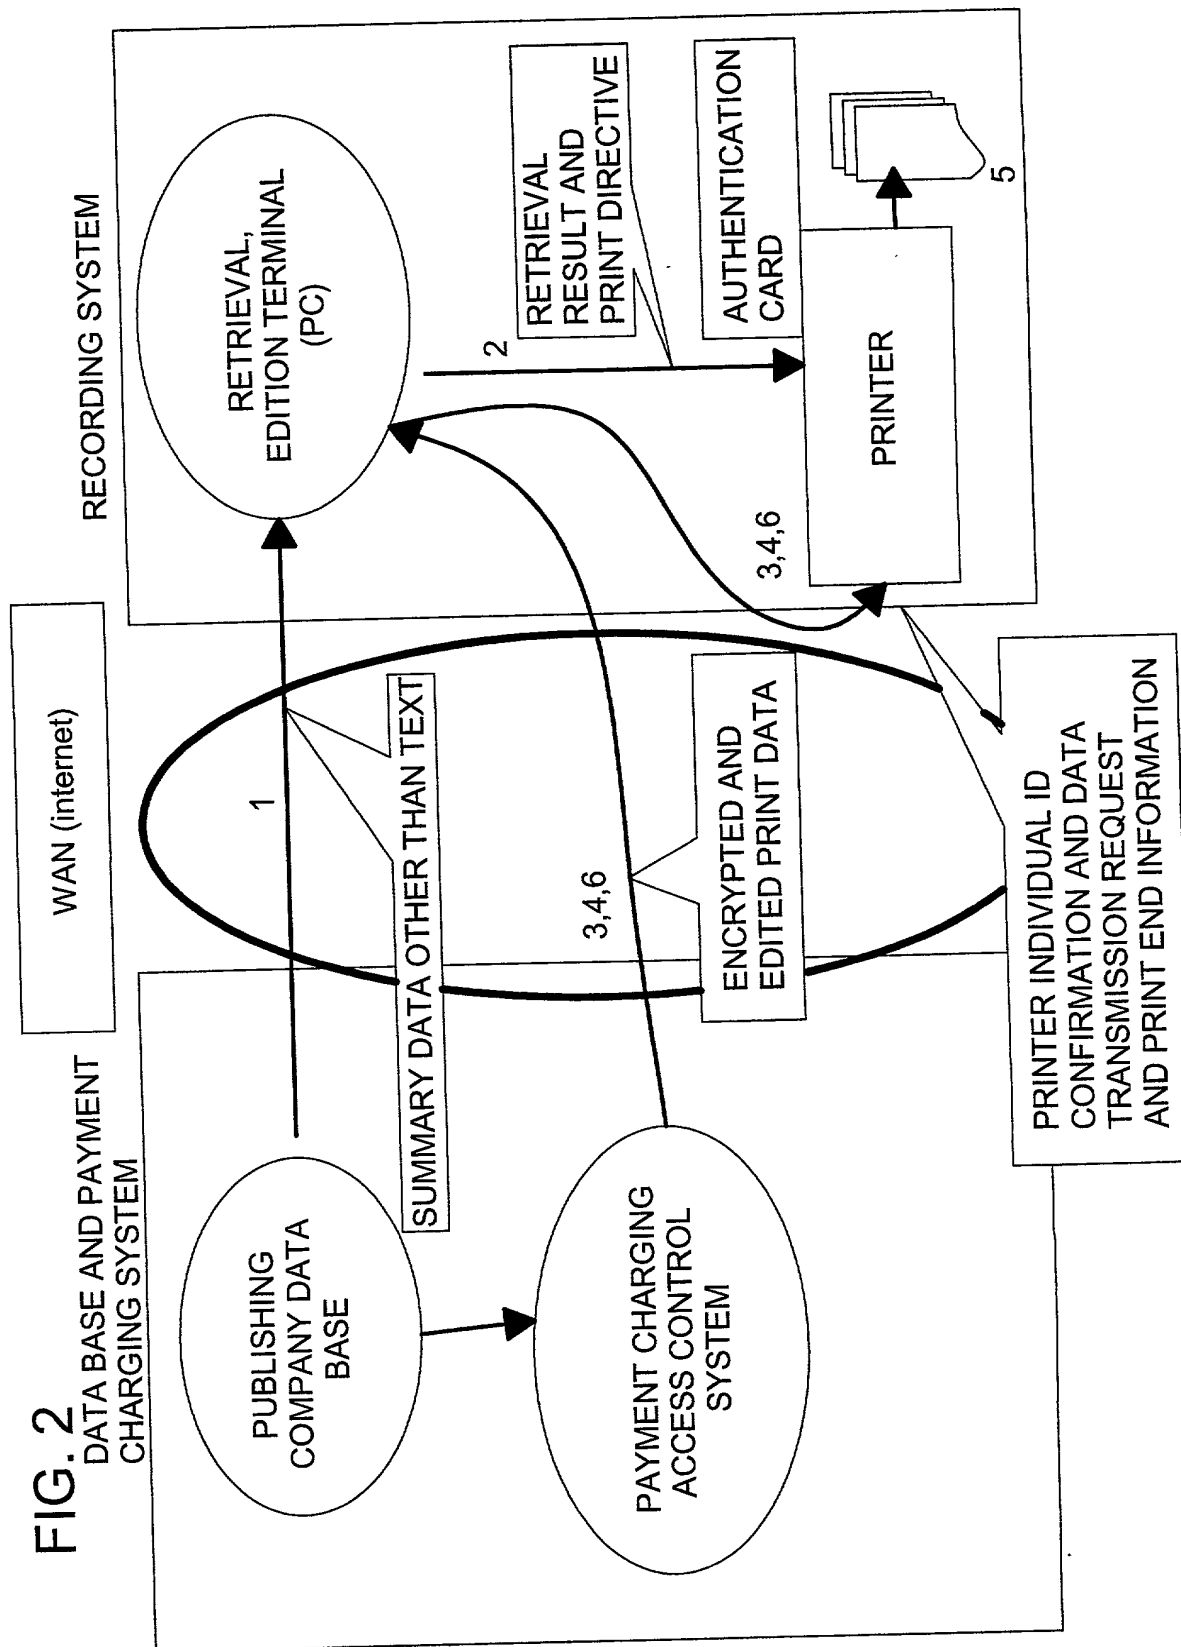 FIG. 2
DATA BASE AND PAYMENT
CHARGING SYSTEM
WAN (internet)
RECORDING SYSTEM
PUBLISHING
COMPANY DATA
BASE
1
SUMMARY DATA OTHER THAN TEXT
RETRIEVAL,
EDITION TERMINAL
(PC)
2
RETRIEVAL
RESULT AND
PRINT DIRECTIVE
PAYMENT CHARGING
ACCESS CONTROL
SYSTEM
3,4,6
ENCRYPTED AND
EDITED PRINT DATA
3,4,6
AUTHENTICATION
CARD
PRINTER
5
PRINTER INDIVIDUAL ID
CONFIRMATION AND DATA
TRANSMISSION REQUEST
AND PRINT END INFORMATION